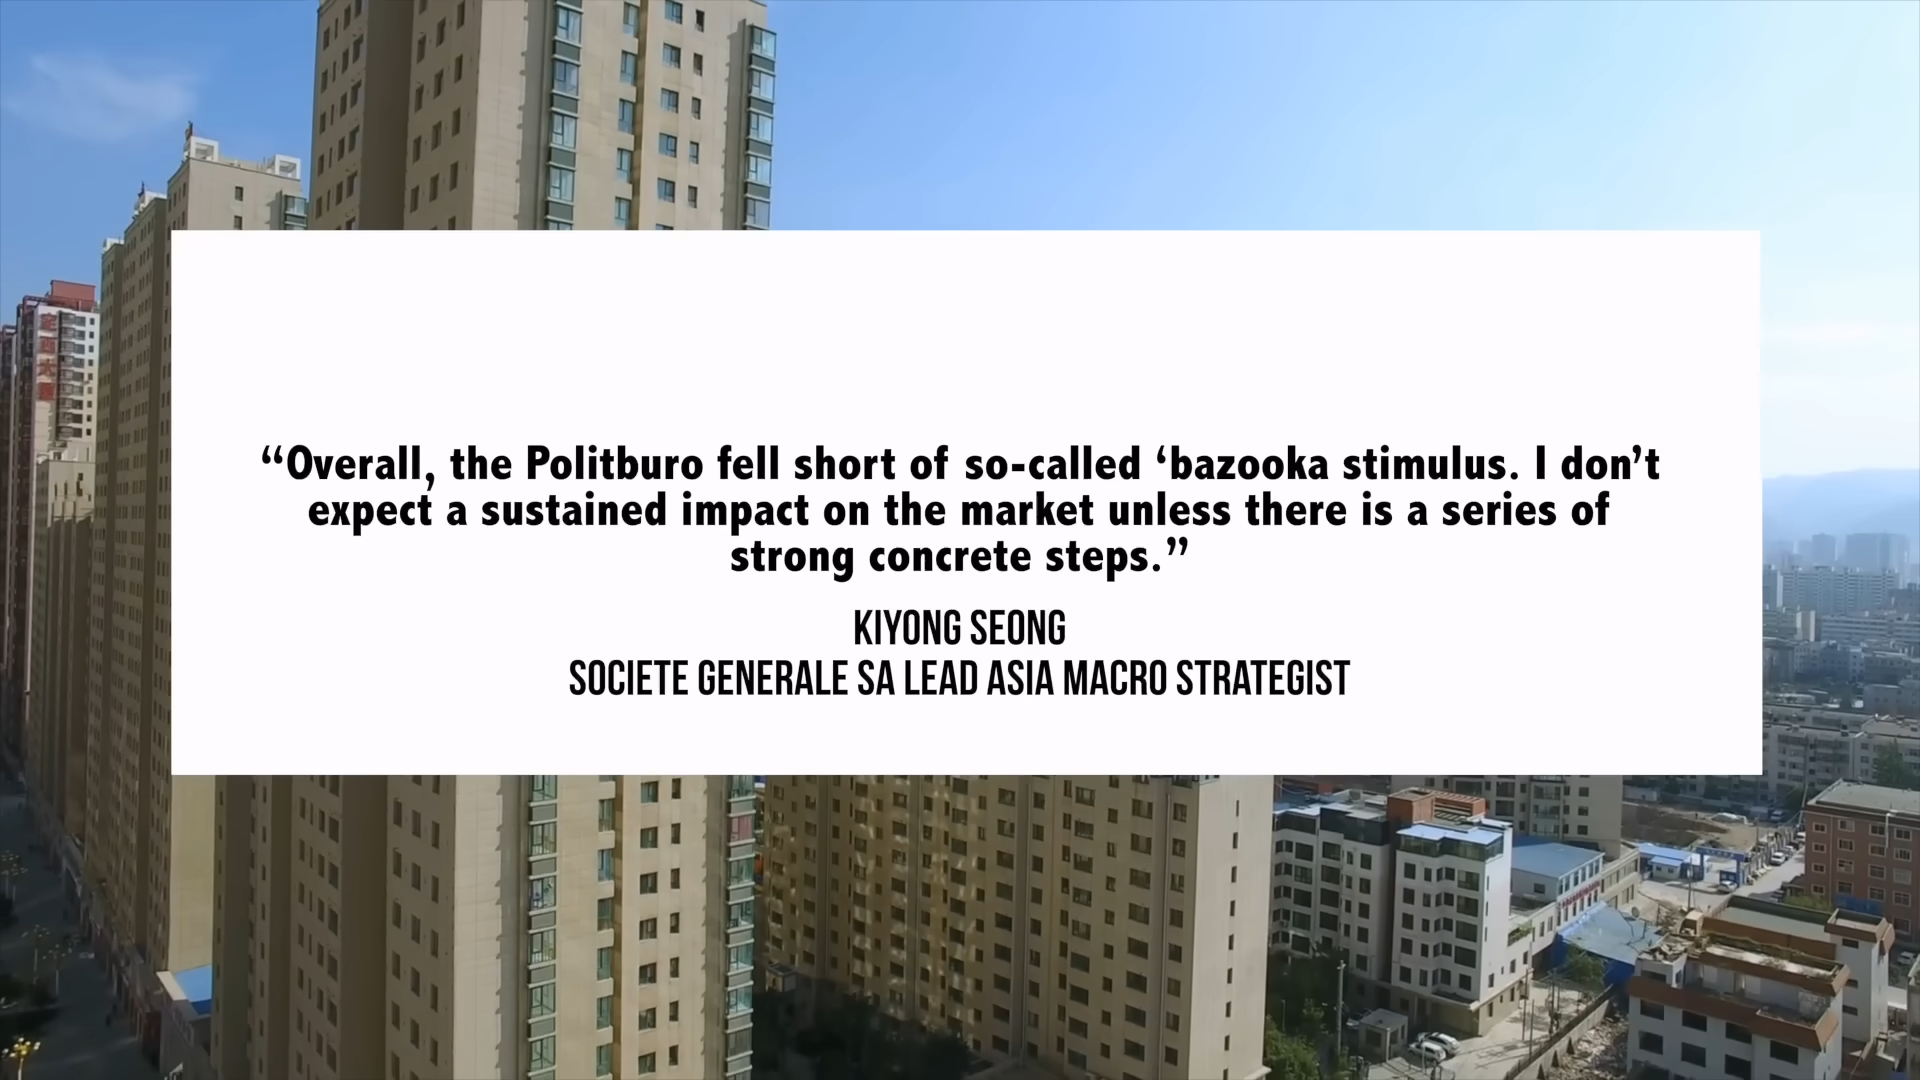 “Overall, the Politburo fell short of so-called ‘bazooka stimulus. I don’t
expect a sustained impact on the market unless there is a series of
strong concrete steps.”
KIYONG SEONG
SOCIETE GENERALE SA LEAD ASIA MACRO STRATEGIST